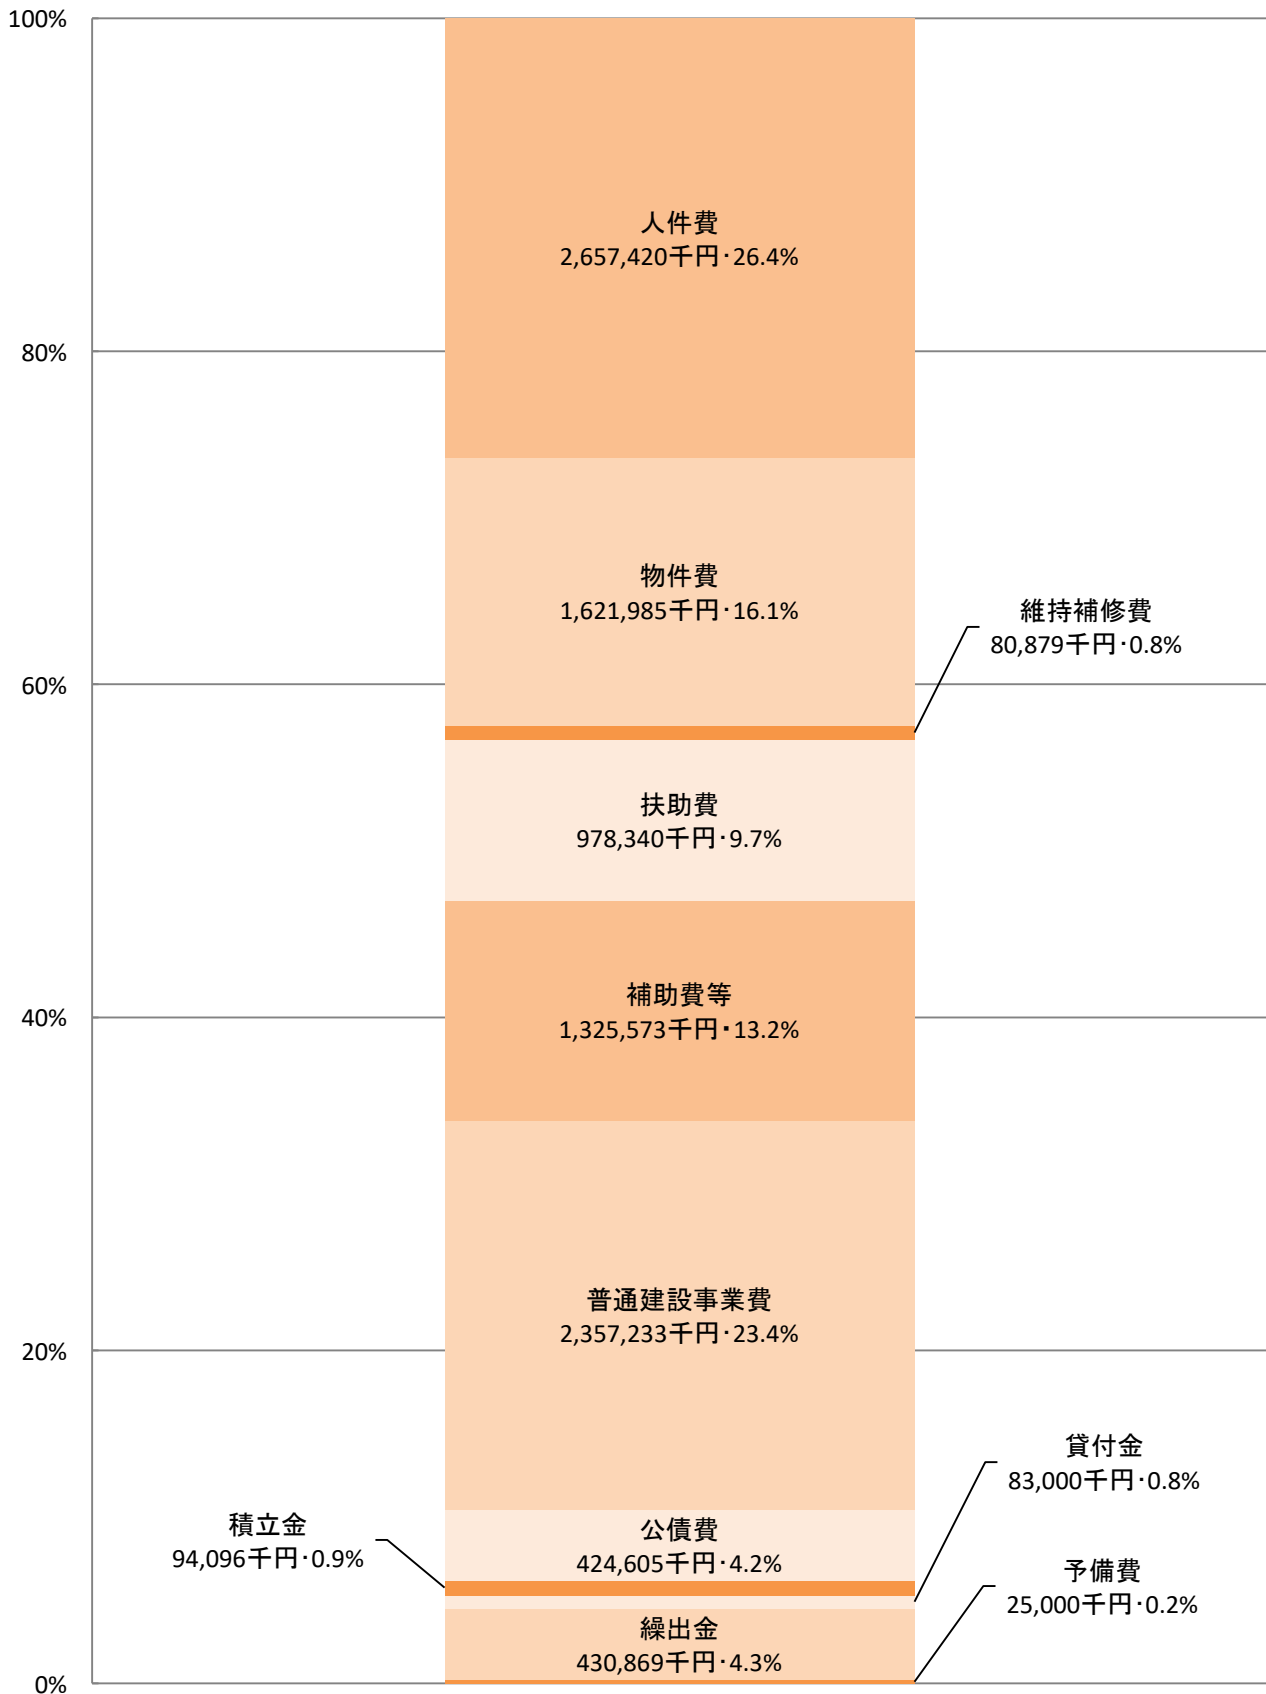 100%
人件費
2,657,420千円・26.4%
80%
物件費
1,621,985千円・16.1%
維持補修費
80,879千円・0.8%
60%
扶助費
978,340千円・9.7%
補助費等
1,325,573千円・13.2%
40%
普通建設事業費
2,357,233千円・23.4%
20%
貸付金
83,000千円・0.8%
積立金
94,096千円・0.9%
公債費
424,605千円・4.2%
予備費
25,000千円・0.2%
繰出金
430,869千円・4.3%
0%